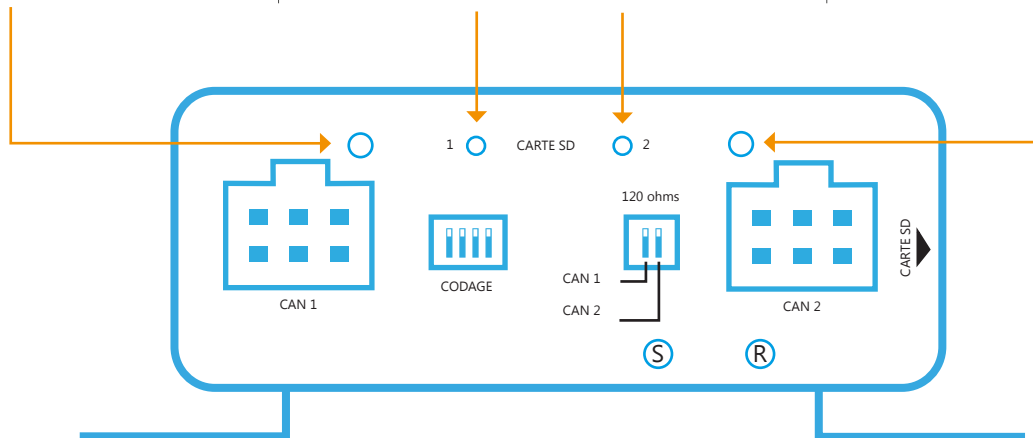 1 CARTE SD 2
120 ohms
CARTE SD
CODAGE
CAN 1
CAN 1
CAN 2
CAN 2
S R